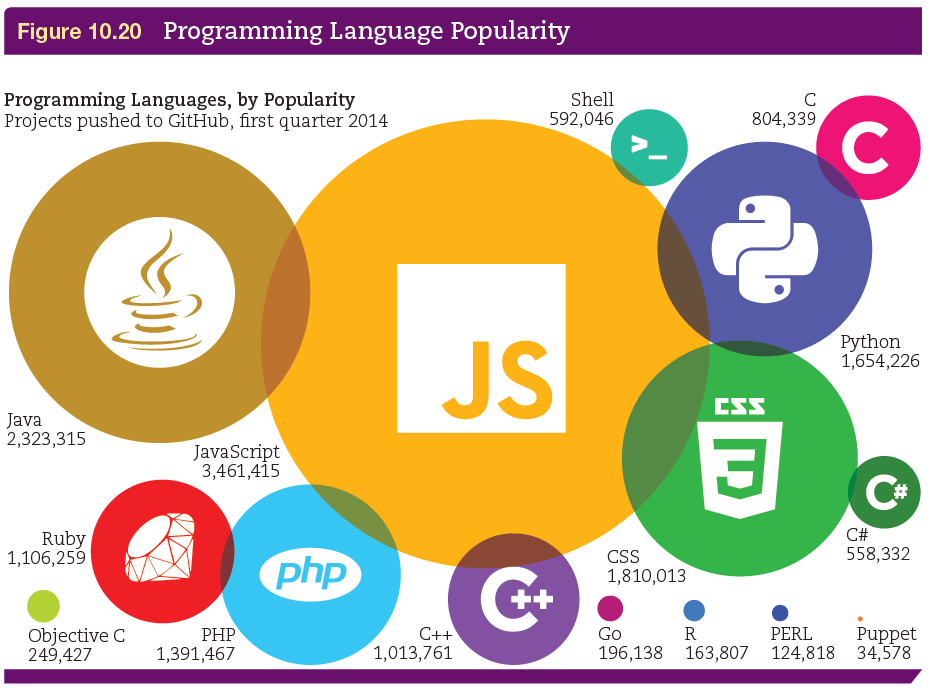 Figure 10.20 Programming Language Popularity
Programming Languages, by Popularity
Projects pushed to GitHub, first quarter 2014
Shell
592,046
>_
C
804,339
C
Python
1,654,226
Java
2,323,315
JS
JavaScript
3,461,415
CSS
3
CSS
1,810,013
C#
C#
558,332
Ruby
1,106,259
php
PHP
1,391,467
C++
C++
1,013,761
Objective C
249,427
Go
196,138
R
163,807
PERL
124,818
Puppet
34,578